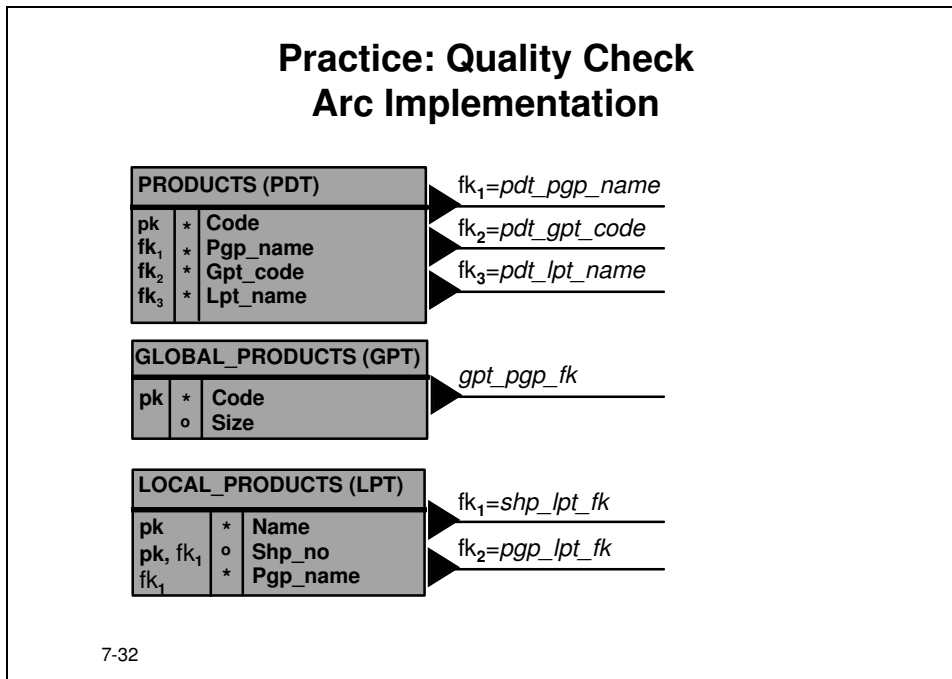 Practice: Quality Check
Arc Implementation
PRODUCTS (PDT)
pk * Code
fk1 * Pgp_name
fk2 * Gpt_code
fk3 * Lpt_name
fk1=pdt_pgp_name
fk2=pdt_gpt_code
fk3=pdt_lpt_name
GLOBAL_PRODUCTS (GPT)
pk * Code
o Size
gpt_pgp_fk
LOCAL_PRODUCTS (LPT)
pk * Name
pk, fk1 o Shp_no
fk1 * Pgp_name
fk1=shp_lpt_fk
fk2=pgp_lpt_fk
7-32